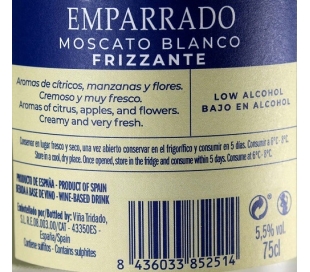 EMPARRADO
MOSCATO BLANCO
FRIZZANTE
Aromas de cítricos, manzanas y flores.
Cremoso y muy fresco.
Aromas of citrus, apples, and flowers.
Creamy and very fresh.
LOW ALCOHOL
BAJO EN ALCOHOL
Conservar en lugar fresco y seco, una vez abierto conservar en el frigorífico y consumir en 5 días. Consumir a 6°C - 8°C.
Store in a cool, dry place. Once opened, store in the fridge and consume within 5 days. Consume at 6°C - 8°C.
PRODUCTO DE ESPAÑA - PRODUCT OF SPAIN
BEBIDA A BASE DE VINO - WINE-BASED DRINK
Embotellado por/Bottled by: Viña Tridado,
S.L. R.E. CAT - 43350ES
España/Spain
Contiene sulfitos - Contains sulphites
8 436033 852514
5,5% vol.
75cl